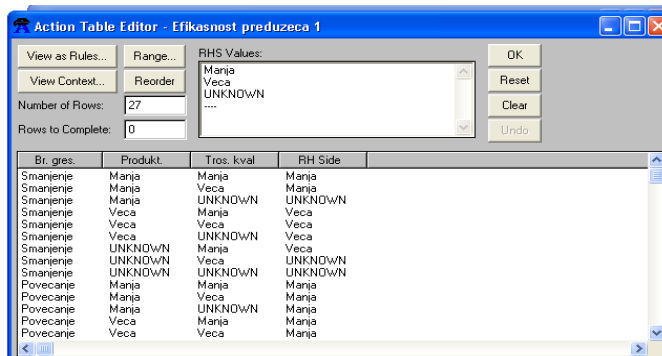 Action Table Editor - Efikasnost preduzeca 1
View as Rules... Range... RHS Values: OK
View Context... Reorder Manja Reset
Veca
UNKNOWN
----
Number of Rows: 27 Clear
Rows to Complete: 0 Undo
Br. gres. Produkt. Tros. kval RH Side
Smanjenje Manja Manja Manja
Smanjenje Manja Veca Manja
Smanjenje Manja UNKNOWN UNKNOWN
Smanjenje Veca Manja Veca
Smanjenje Veca Veca Veca
Smanjenje Veca UNKNOWN Veca
Smanjenje UNKNOWN Manja Veca
Smanjenje UNKNOWN Veca UNKNOWN
Smanjenje UNKNOWN UNKNOWN UNKNOWN
Povecanje Manja Manja Manja
Povecanje Manja Veca Manja
Povecanje Manja UNKNOWN Manja
Povecanje Veca Manja Manja
Povecanje Veca Veca Veca